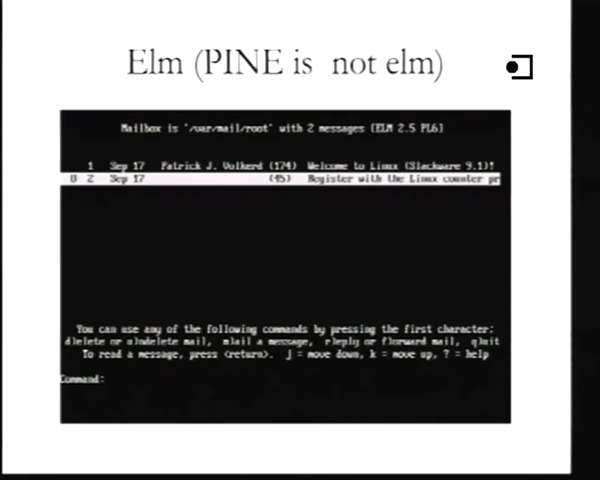 Elm (PINE is not elm)
Mailbox is '/var/mail/root' with 2 messages [ELM 2.5 PL6]
1 Sep 17 Patrick J. Volkerd (174) Welcome to Linux (Slackware 9.1)!
2 Sep 17 (45) Register with the Linux counter pr
You can use any of the following commands by pressing the first character;
d)elete or u)ndelete mail, m)ail a message, r)eply or f)orward mail, q)uit
To read a message, press <return>. j = move down, k = move up, ? = help
Command: